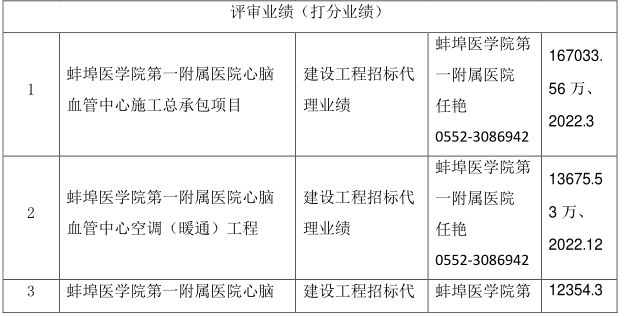 评审业绩（打分业绩）
1
蚌埠医学院第一附属医院心脑
血管中心施工总承包项目
建设工程招标代
理业绩
蚌埠医学院第
一附属医院
任艳
0552-3086942
167033.
56 万、
2022.3
2
蚌埠医学院第一附属医院心脑
血管中心空调（暖通）工程
建设工程招标代
理业绩
蚌埠医学院第
一附属医院
任艳
0552-3086942
13675.5
3 万、
2022.12
3
蚌埠医学院第一附属医院心脑
建设工程招标代
蚌埠医学院第
12354.3